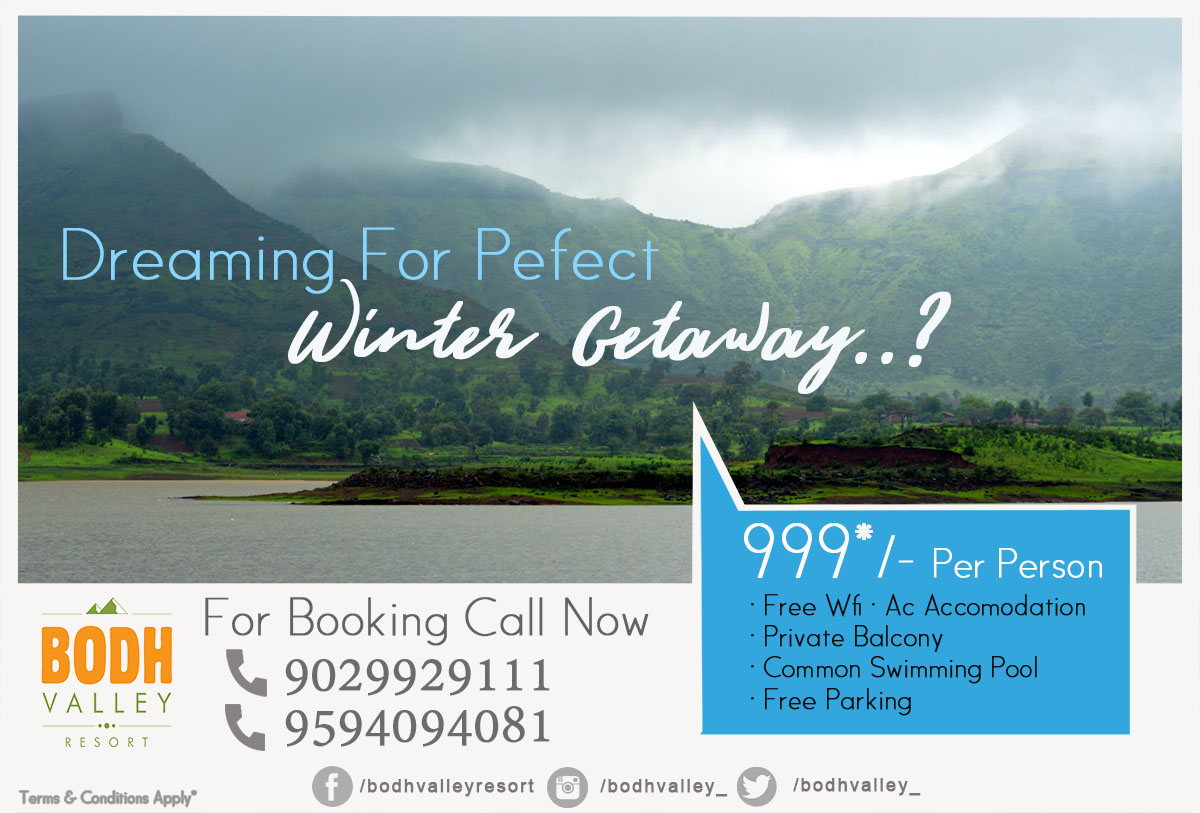 Dreaming For Pefect
Winter Getaway..?
999*/- Per Person
· Free Wfi · Ac Accomodation
· Private Balcony
· Common Swimming Pool
· Free Parking
BODH
VALLEY
RESORT
For Booking Call Now
9029929111
9594094081
/bodhvalleyresort /bodhvalley_ /bodhvalley_
Terms & Conditions Apply*